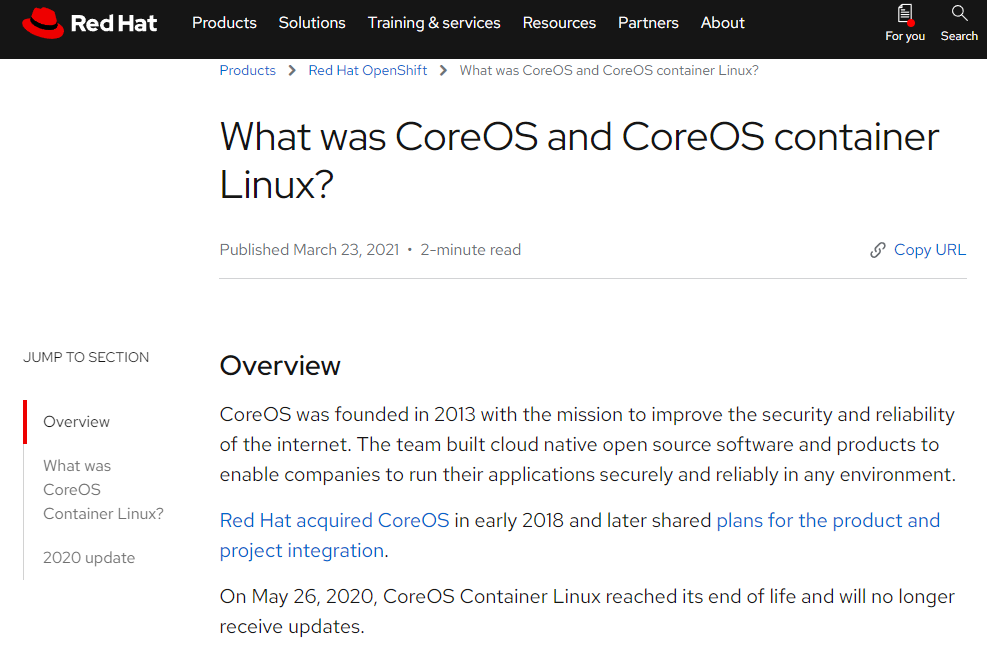 Red Hat
Products Solutions Training & services Resources Partners About
For you Search
Products > Red Hat OpenShift > What was CoreOS and CoreOS container Linux?
What was CoreOS and CoreOS container
Linux?
Published March 23, 2021 • 2-minute read
Copy URL
JUMP TO SECTION
Overview
What was
CoreOS
Container Linux?
2020 update
Overview
CoreOS was founded in 2013 with the mission to improve the security and reliability
of the internet. The team built cloud native open source software and products to
enable companies to run their applications securely and reliably in any environment.
Red Hat acquired CoreOS in early 2018 and later shared plans for the product and
project integration.
On May 26, 2020, CoreOS Container Linux reached its end of life and will no longer
receive updates.